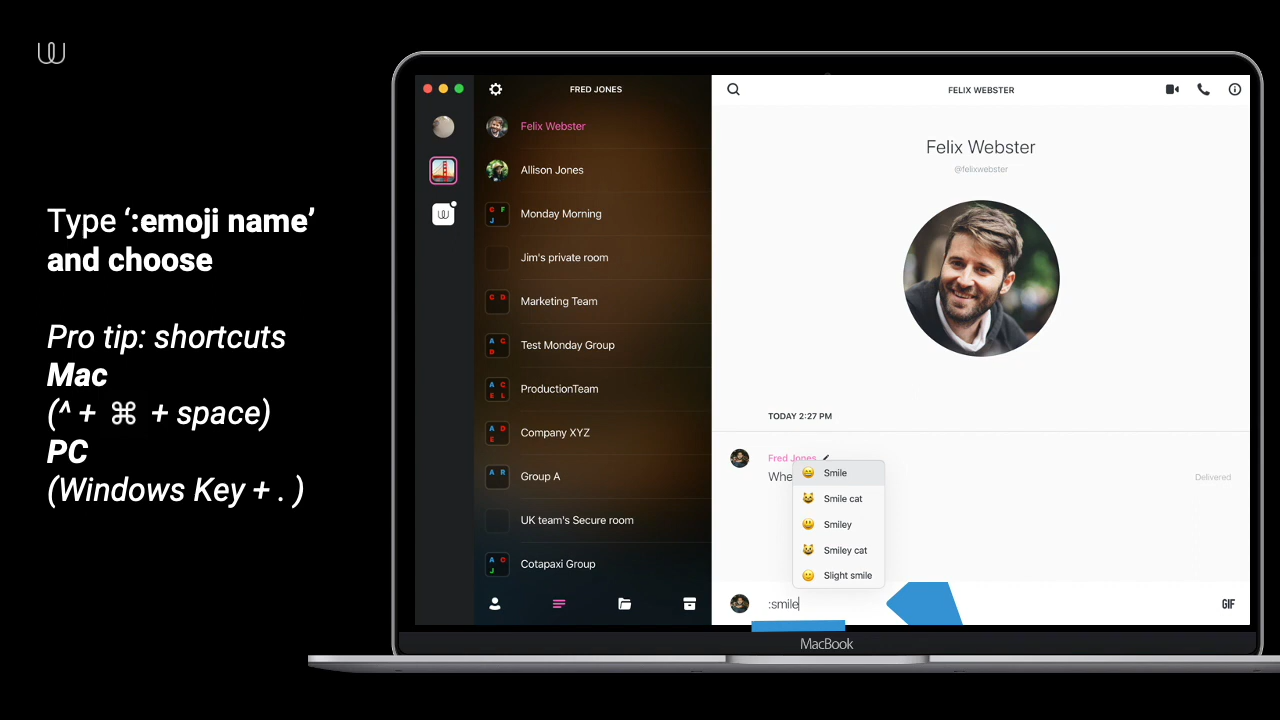 Type ‘:emoji name’
and choose
Pro tip: shortcuts
Mac
(^ + ⌘ + space)
PC
(Windows Key + . )
FRED JONES
Felix Webster
Allison Jones
G F
J
Monday Morning
Jim's private room
C D
Marketing Team
A C
D
Test Monday Group
A C
E L
ProductionTeam
A D
E
Company XYZ
A R
Group A
UK team's Secure room
A O
J
Cotapaxi Group
FELIX WEBSTER
Felix Webster
@felixwebster
TODAY 2:27 PM
Fred Jones
Whe
Delivered
Smile
Smile cat
Smiley
Smiley cat
Slight smile
:smile
GIF
MacBook